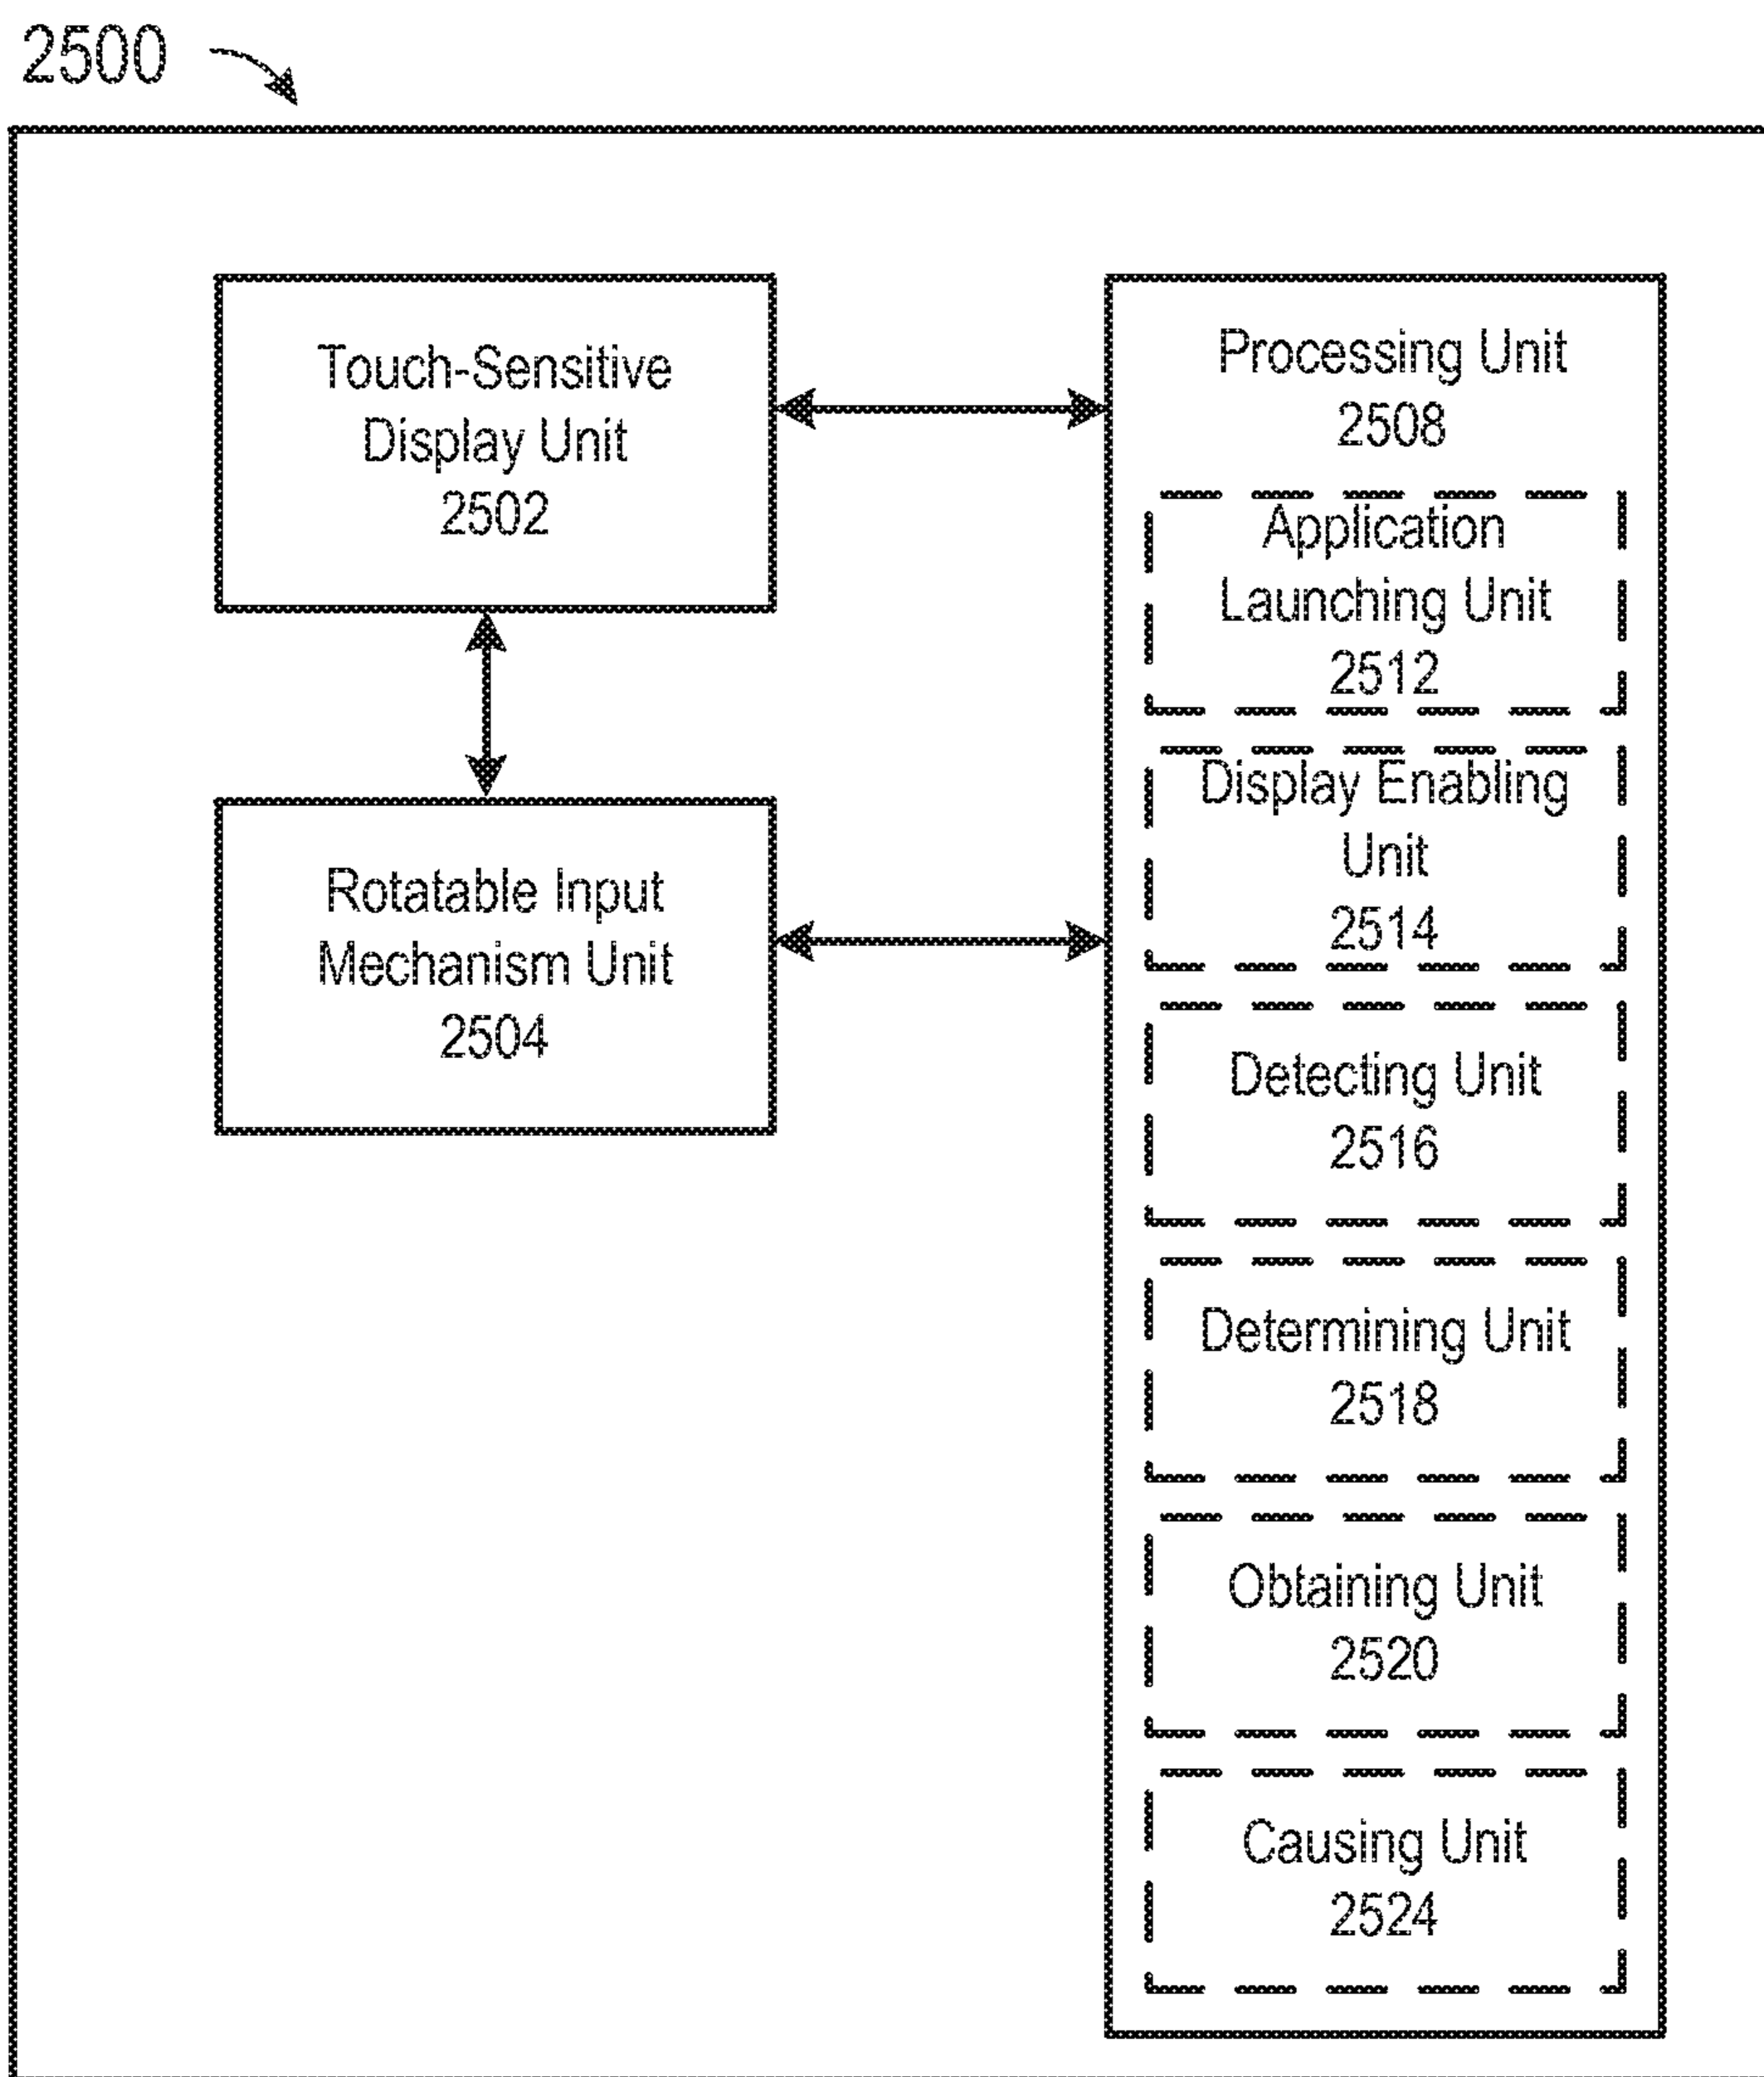 2500
Touch-Sensitive
Display Unit
2502
Rotatable Input
Mechanism Unit
2504
Processing Unit
2508
Application
Launching Unit
2512
Display Enabling
Unit
2514
Detecting Unit
2516
Determining Unit
2518
Obtaining Unit
2520
Causing Unit
2524